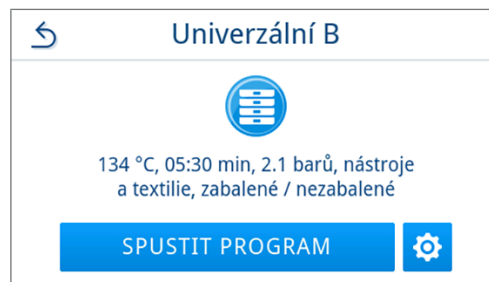 Univerzální B
134 °C, 05:30 min, 2.1 barů, nástroje
a textilie, zabalené / nezabalené
SPUSTIT PROGRAM